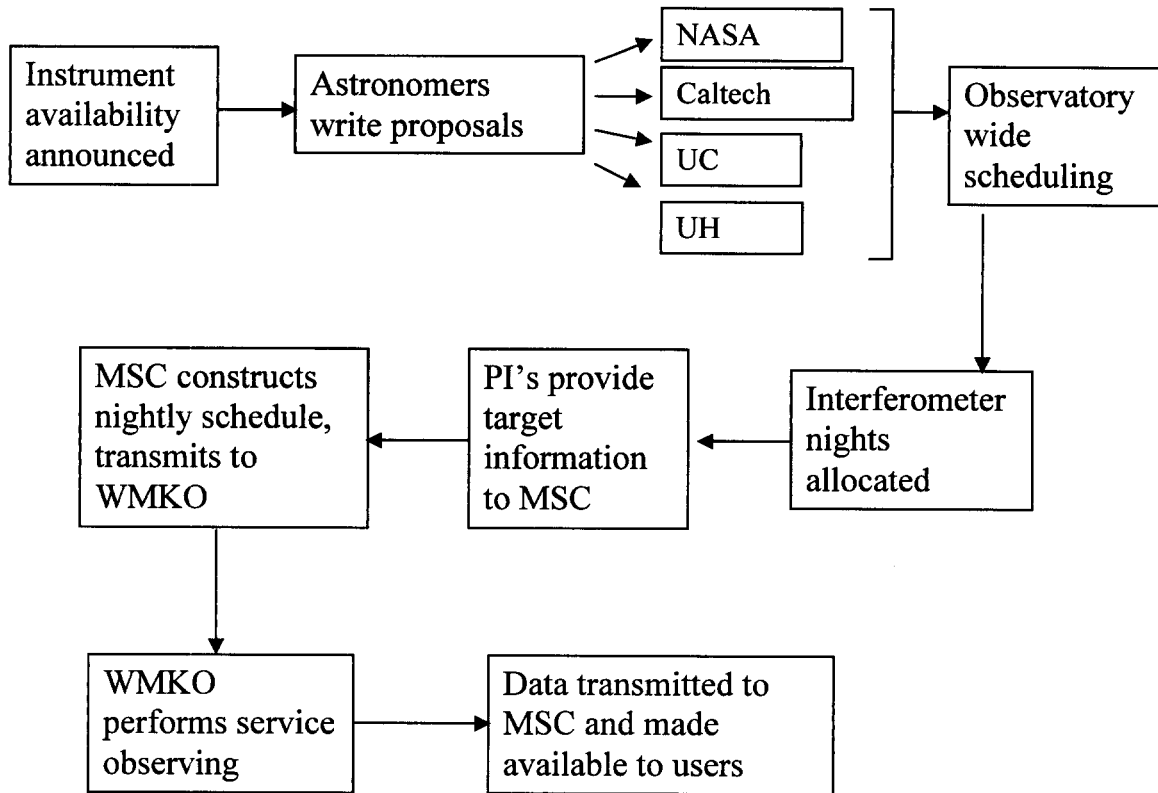 Instrument
availability
announced
Astronomers
write proposals
NASA
Caltech
UC
UH
Observatory
wide
scheduling
Interferometer
nights
allocated
PI's provide
target
information
to MSC
MSC constructs
nightly schedule,
transmits to
WMKO
WMKO
performs service
observing
Data transmitted to
MSC and made
available to users